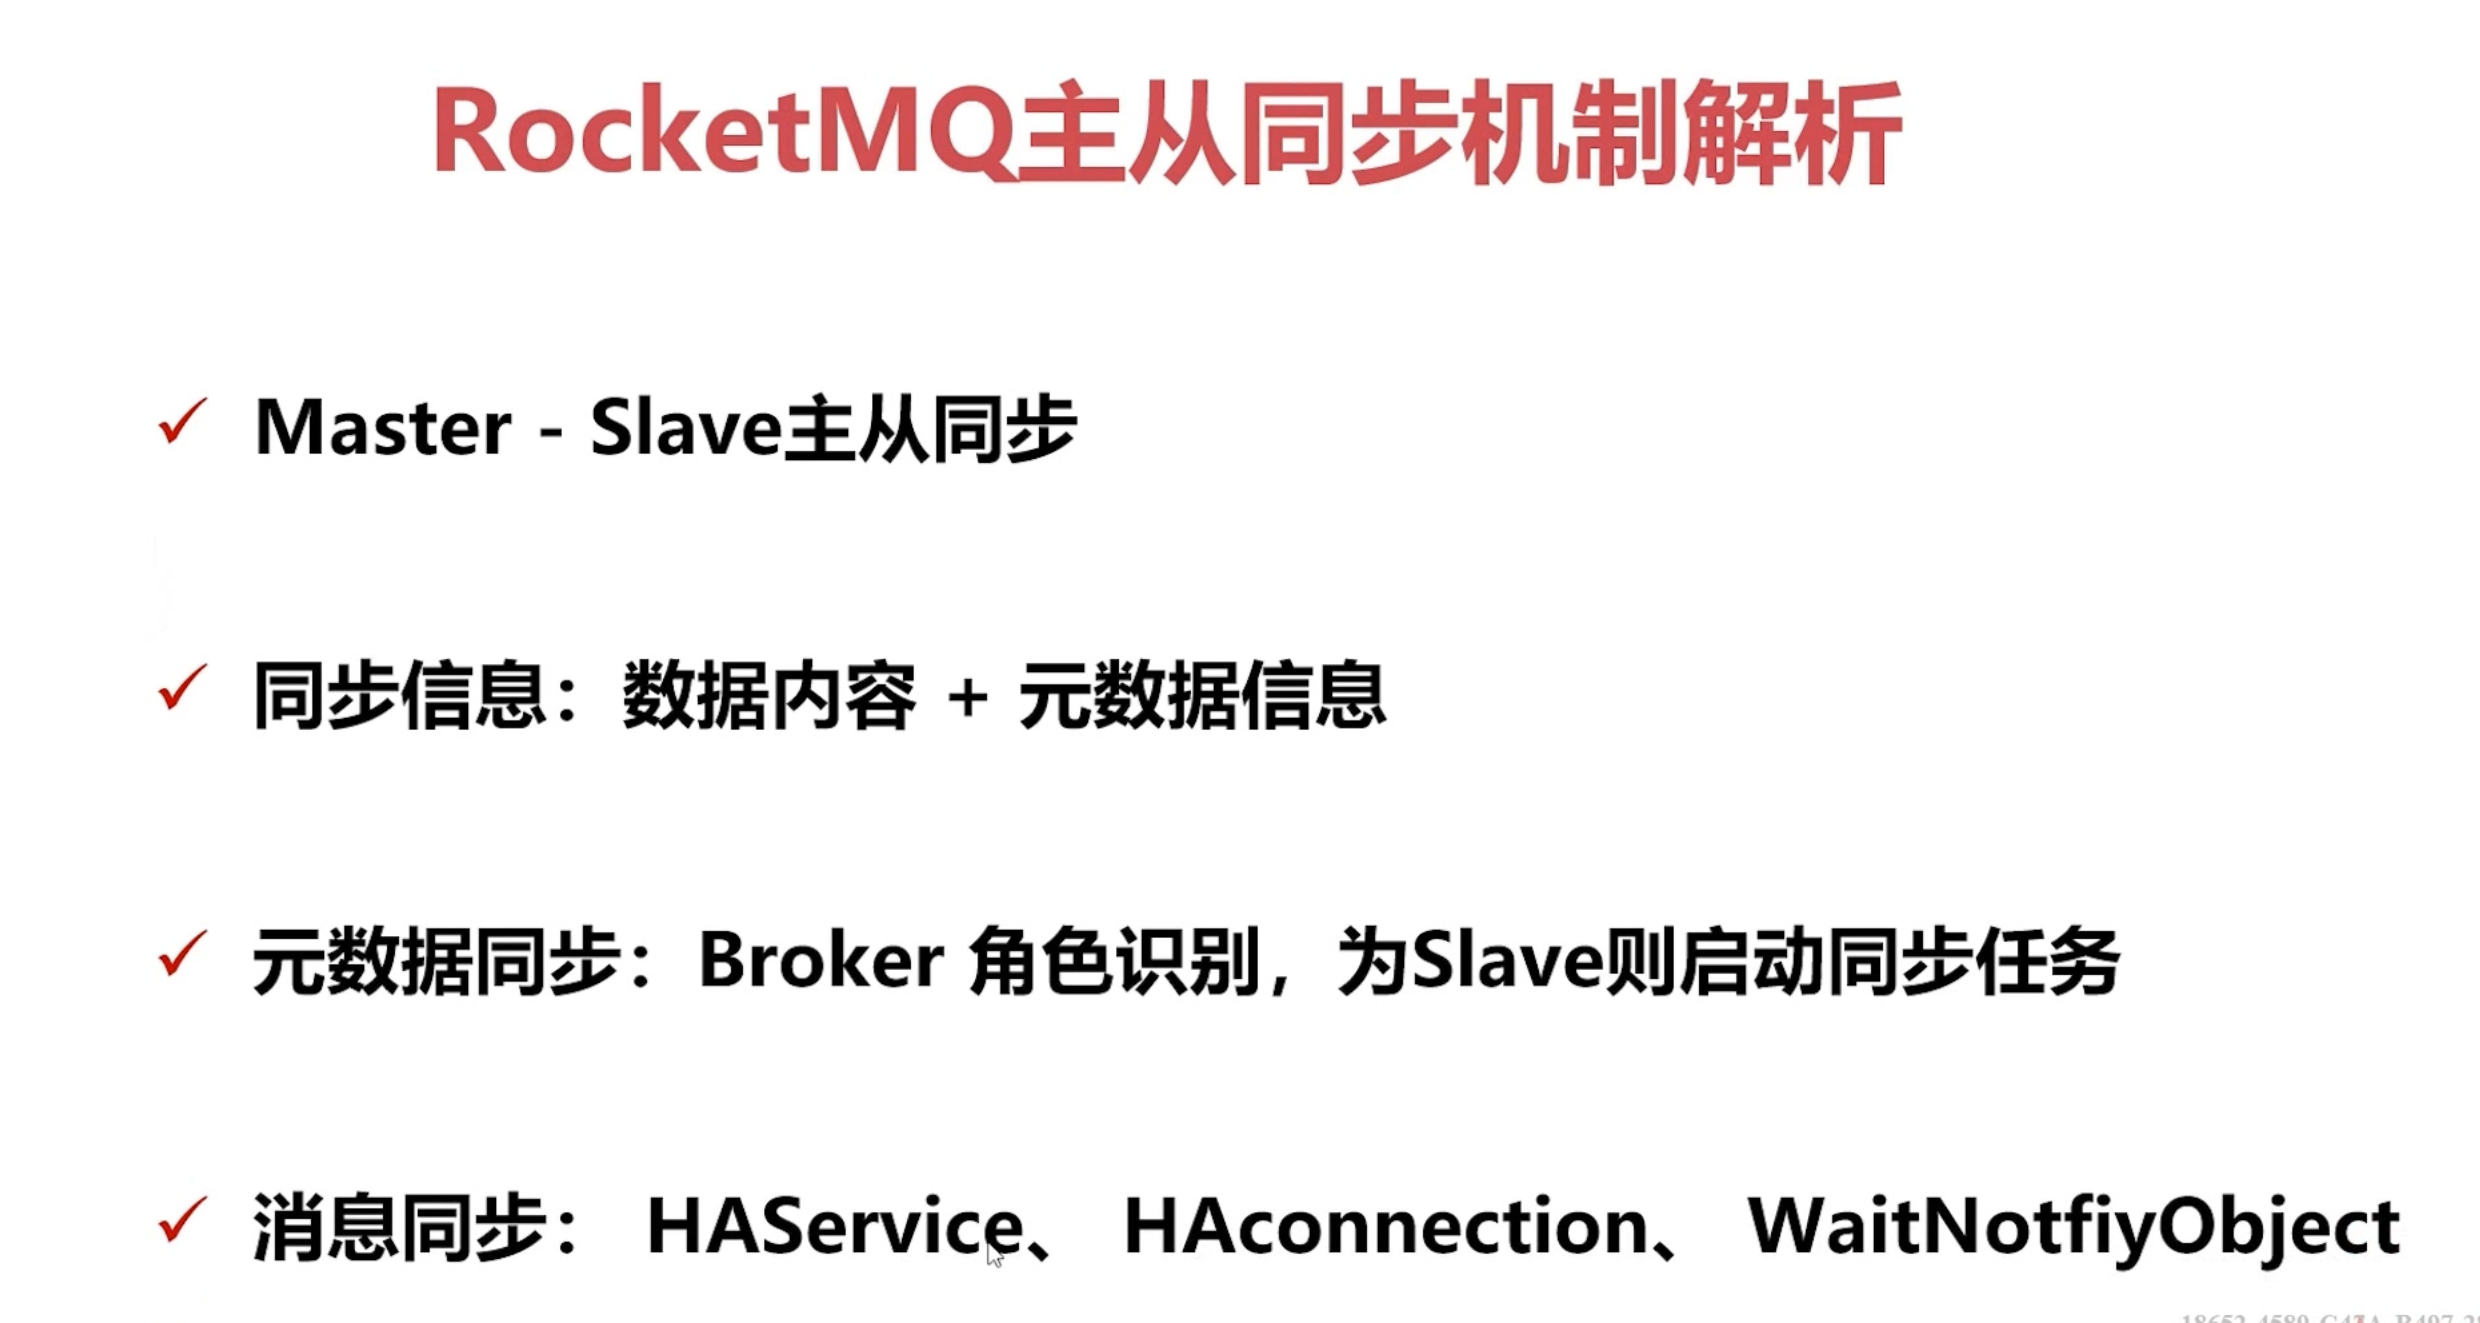 RocketMQ主从同步机制解析
Master - Slave主从同步
同步信息：数据内容 + 元数据信息
元数据同步：Broker 角色识别，为Slave则启动同步任务
消息同步： HAService、 HAconnection、 WaitNotfiyObject